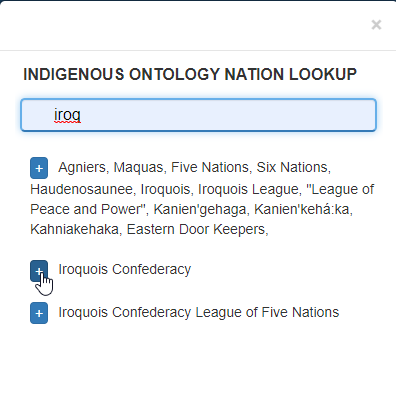 ×
INDIGENOUS ONTOLOGY NATION LOOKUP
iroq
+ Agniers, Maquas, Five Nations, Six Nations,
Haudenosaunee, Iroquois, Iroquois League, "League of
Peace and Power", Kanien'gehaga, Kanien'kehá:ka,
Kahniakehaka, Eastern Door Keepers,
+ Iroquois Confederacy
+ Iroquois Confederacy League of Five Nations